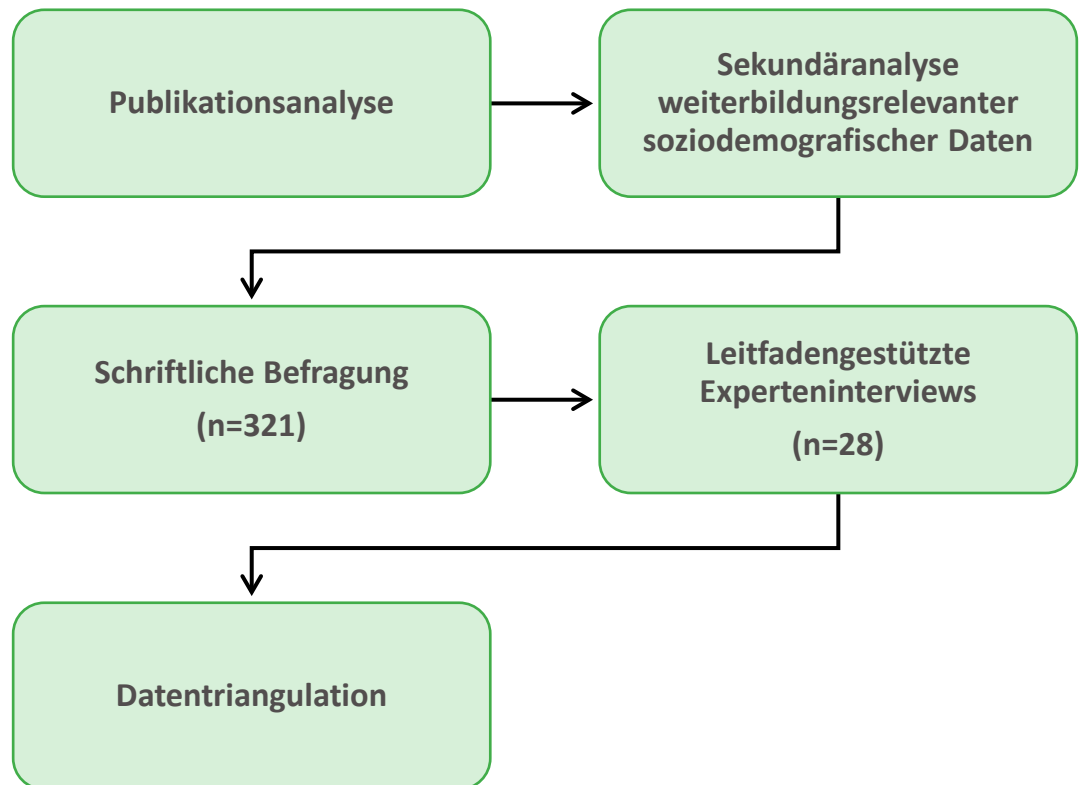 Publikationsanalyse
Sekundäranalyse
weiterbildungsrelevanter
soziodemografischer Daten
Schriftliche Befragung
(n=321)
Leitfadengestützte
Experteninterviews
(n=28)
Datentriangulation